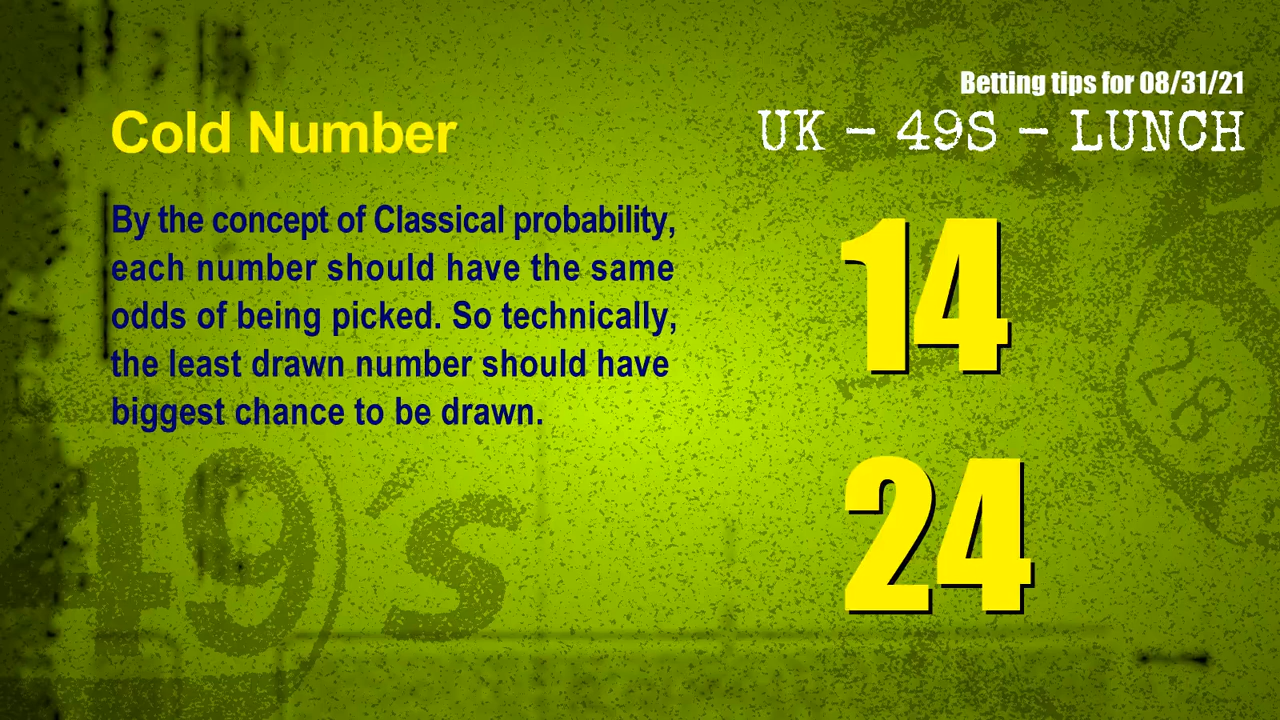 Betting tips for 08/31/21
UK - 49S - LUNCH
Cold Number
By the concept of Classical probability,
each number should have the same
odds of being picked. So technically,
the least drawn number should have
biggest chance to be drawn.
14
24
28
49's